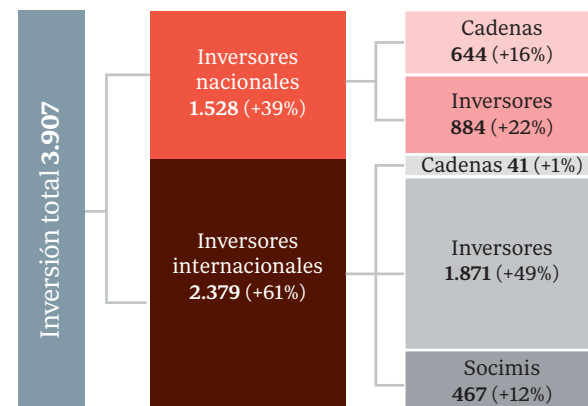 Inversión total 3.907
Inversores
nacionales
1.528 (+39%)
Inversores
internacionales
2.379 (+61%)
Cadenas
644 (+16%)
Inversores
884 (+22%)
Cadenas 41 (+1%)
Inversores
1.871 (+49%)
Socimis
467 (+12%)